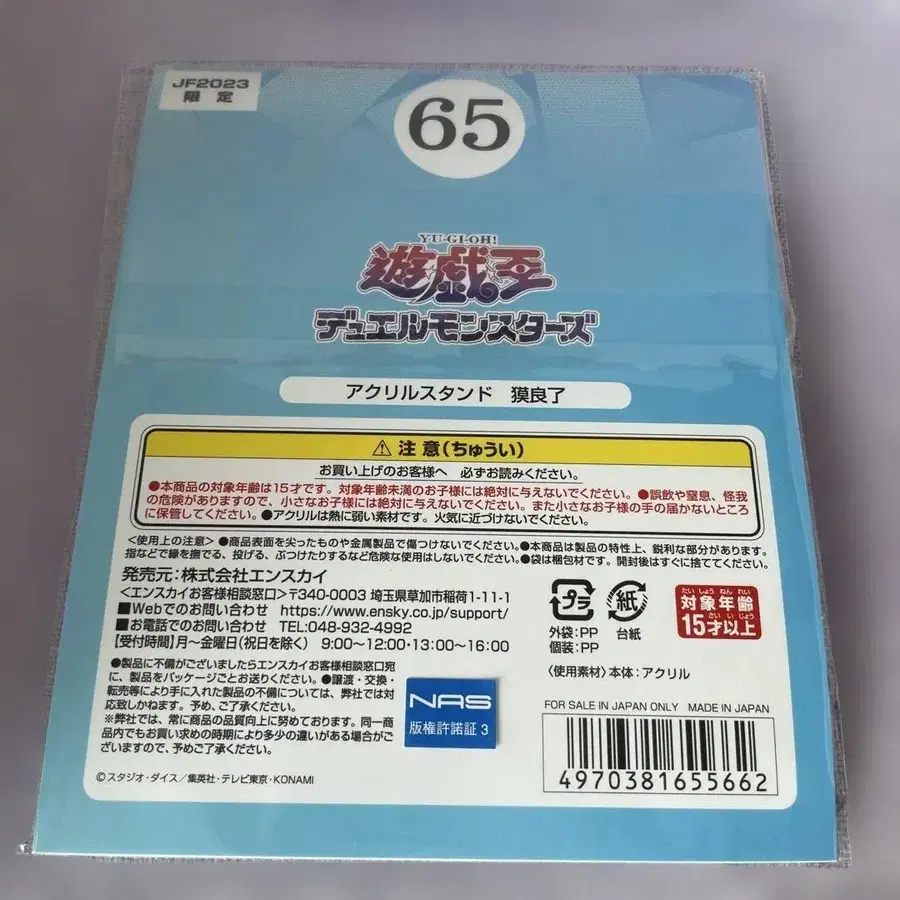 JF2023
限定
65
YU-GI-OH!
遊戯王
デュエルモンスターズ
アクリルスタンド 獏良了
⚠注意(ちゅうい)
お買い上げのお客様へ 必ずお読みください。
●本商品の対象年齢は15才です。対象年齢未満のお子様には絶対に与えないでください。●誤飲や窒息、怪我
の危険がありますので、小さなお子様には絶対に与えないでください。また小さなお子様の手の届かないところ
に保管してください。●アクリルは熱に弱い素材です。火気に近づけないでください。
<使用上の注意>●商品表面を尖ったものや金属製品で傷つけないでください。●本商品は製品の特性上、鋭利な部分があります。
指などで縁を撫でる、投げる、ぶつけたりするなど危険な使用はしないでください。●袋は梱包材です。開封後はすぐに捨ててください。
発売元:株式会社エンスカイ
<エンスカイお客様相談窓口>〒340-0003 埼玉県草加市稲荷1-11-1
■Webでのお問い合わせ https://www.ensky.co.jp/support/
■お電話でのお問い合わせ TEL:048-932-4992
【受付時間】月〜金曜日(祝日を除く) 9:00〜12:00・13:00〜16:00
プラ
外袋:PP
個装:PP
紙
台紙
たいしょうねんれい
対象年齢
さいいじょう
15才以上
〈使用素材〉本体:アクリル
●製品に不備がございましたらエンスカイお客様相談窓口宛
に、製品をパッケージごとお送りください。●譲渡・交換・
転売等により手に入れた製品の不備については、弊社では対
応致しかねます。予め、ご了承ください。
※弊社では、常に商品の品質向上に努めております。同一商
品内でもお買い求めの時期により多少の違いがある場合がご
ざいますので、予めご了承ください。
NAS
版権許諾証 3
FOR SALE IN JAPAN ONLY MADE IN JAPAN
4970381655662
©スタジオ・ダイス/集英社・テレビ東京・KONAMI